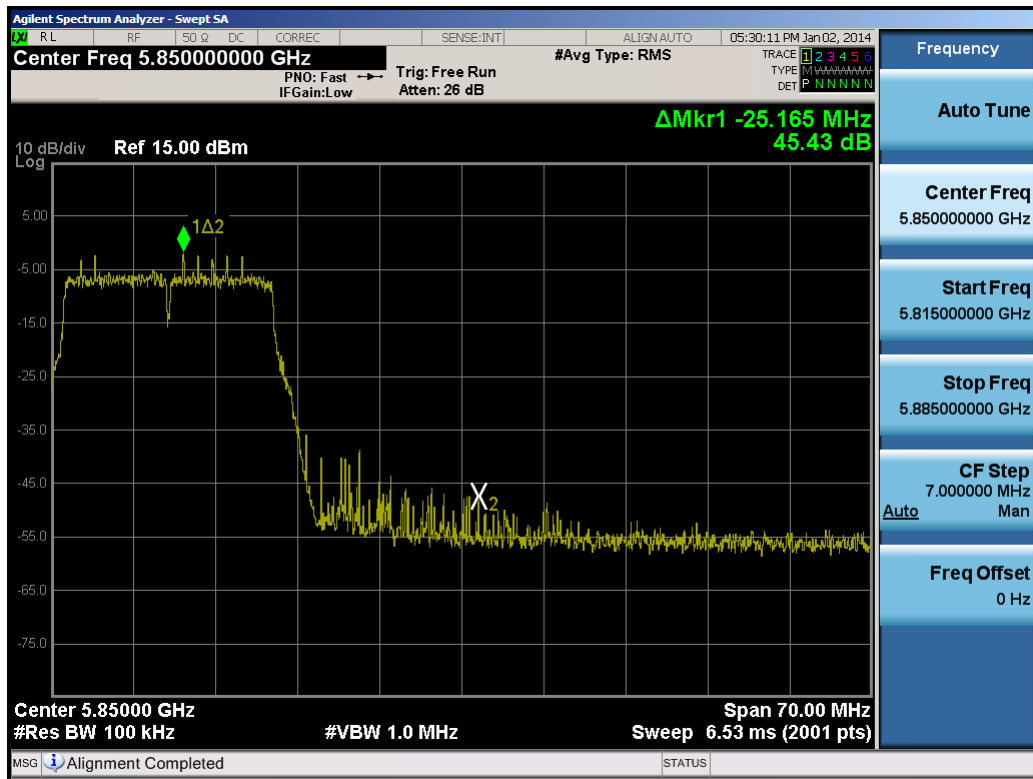 Agilent Spectrum Analyzer - Swept SA
LXI RL RF 50 Ω DC CORREC SENSE:INT ALIGN AUTO 05:30:11 PM Jan 02, 2014
Center Freq 5.850000000 GHz
PNO: Fast
IFGain:Low
Trig: Free Run
Atten: 26 dB
#Avg Type: RMS
TRACE 1 2 3 4 5 6
TYPE M WWWWW
DET P N N N N N
ΔMkr1 -25.165 MHz
45.43 dB
10 dB/div Ref 15.00 dBm
Log
5.00
-5.00
-15.0
-25.0
-35.0
-45.0
-55.0
-65.0
-75.0
1Δ2
X2
Center 5.85000 GHz Span 70.00 MHz
#Res BW 100 kHz #VBW 1.0 MHz Sweep 6.53 ms (2001 pts)
MSG Alignment Completed STATUS
Frequency
Auto Tune
Center Freq
5.850000000 GHz
Start Freq
5.815000000 GHz
Stop Freq
5.885000000 GHz
CF Step
7.000000 MHz
Auto Man
Freq Offset
0 Hz